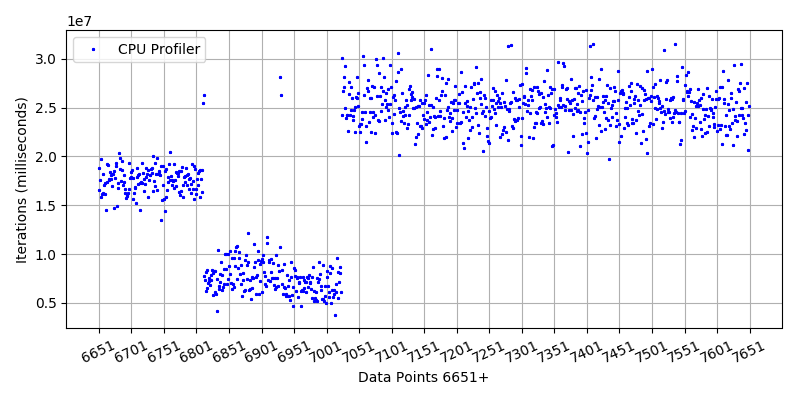 1e7
CPU Profiler
3.0
2.5
2.0
1.5
1.0
0.5
Iterations (milliseconds)
6651 6701 6751 6801 6851 6901 6951 7001 7051 7101 7151 7201 7251 7301 7351 7401 7451 7501 7551 7601 7651
Data Points 6651+